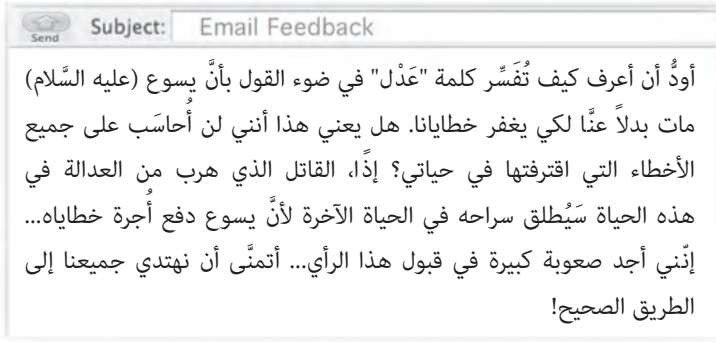 Send Subject: Email Feedback
أودُّ أن أعرف كيف تُفَسِّر كلمة "عَدْل" في ضوء القول بأنَّ يسوع (عليه السَّلام)
مات بدلاً عنَّا لكي يغفر خطايانا. هل يعني هذا أنني لن أُحاسَب على جميع
الأخطاء التي اقترفتها في حياتي؟ إذًا، القاتل الذي هرب من العدالة في
هذه الحياة سَيُطلق سراحه في الحياة الآخرة لأنَّ يسوع دفع أُجرة خطاياه...
إنّني أجد صعوبة كبيرة في قبول هذا الرأي... أتمنَّى أن نهتدي جميعنا إلى
الطريق الصحيح!